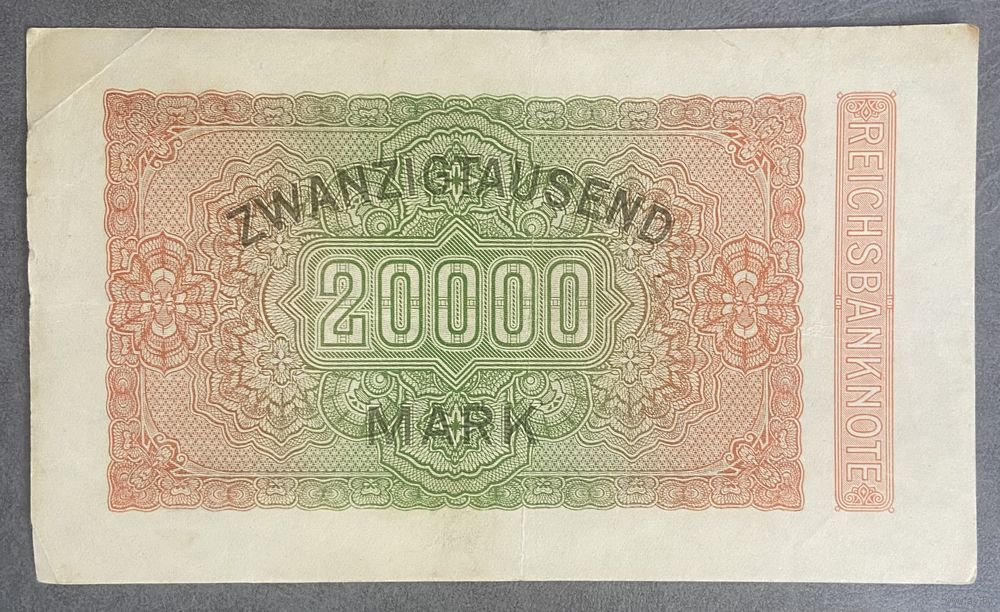 ZWANZIGTAUSEND
20000
MARK
REICHSBANKNOTE